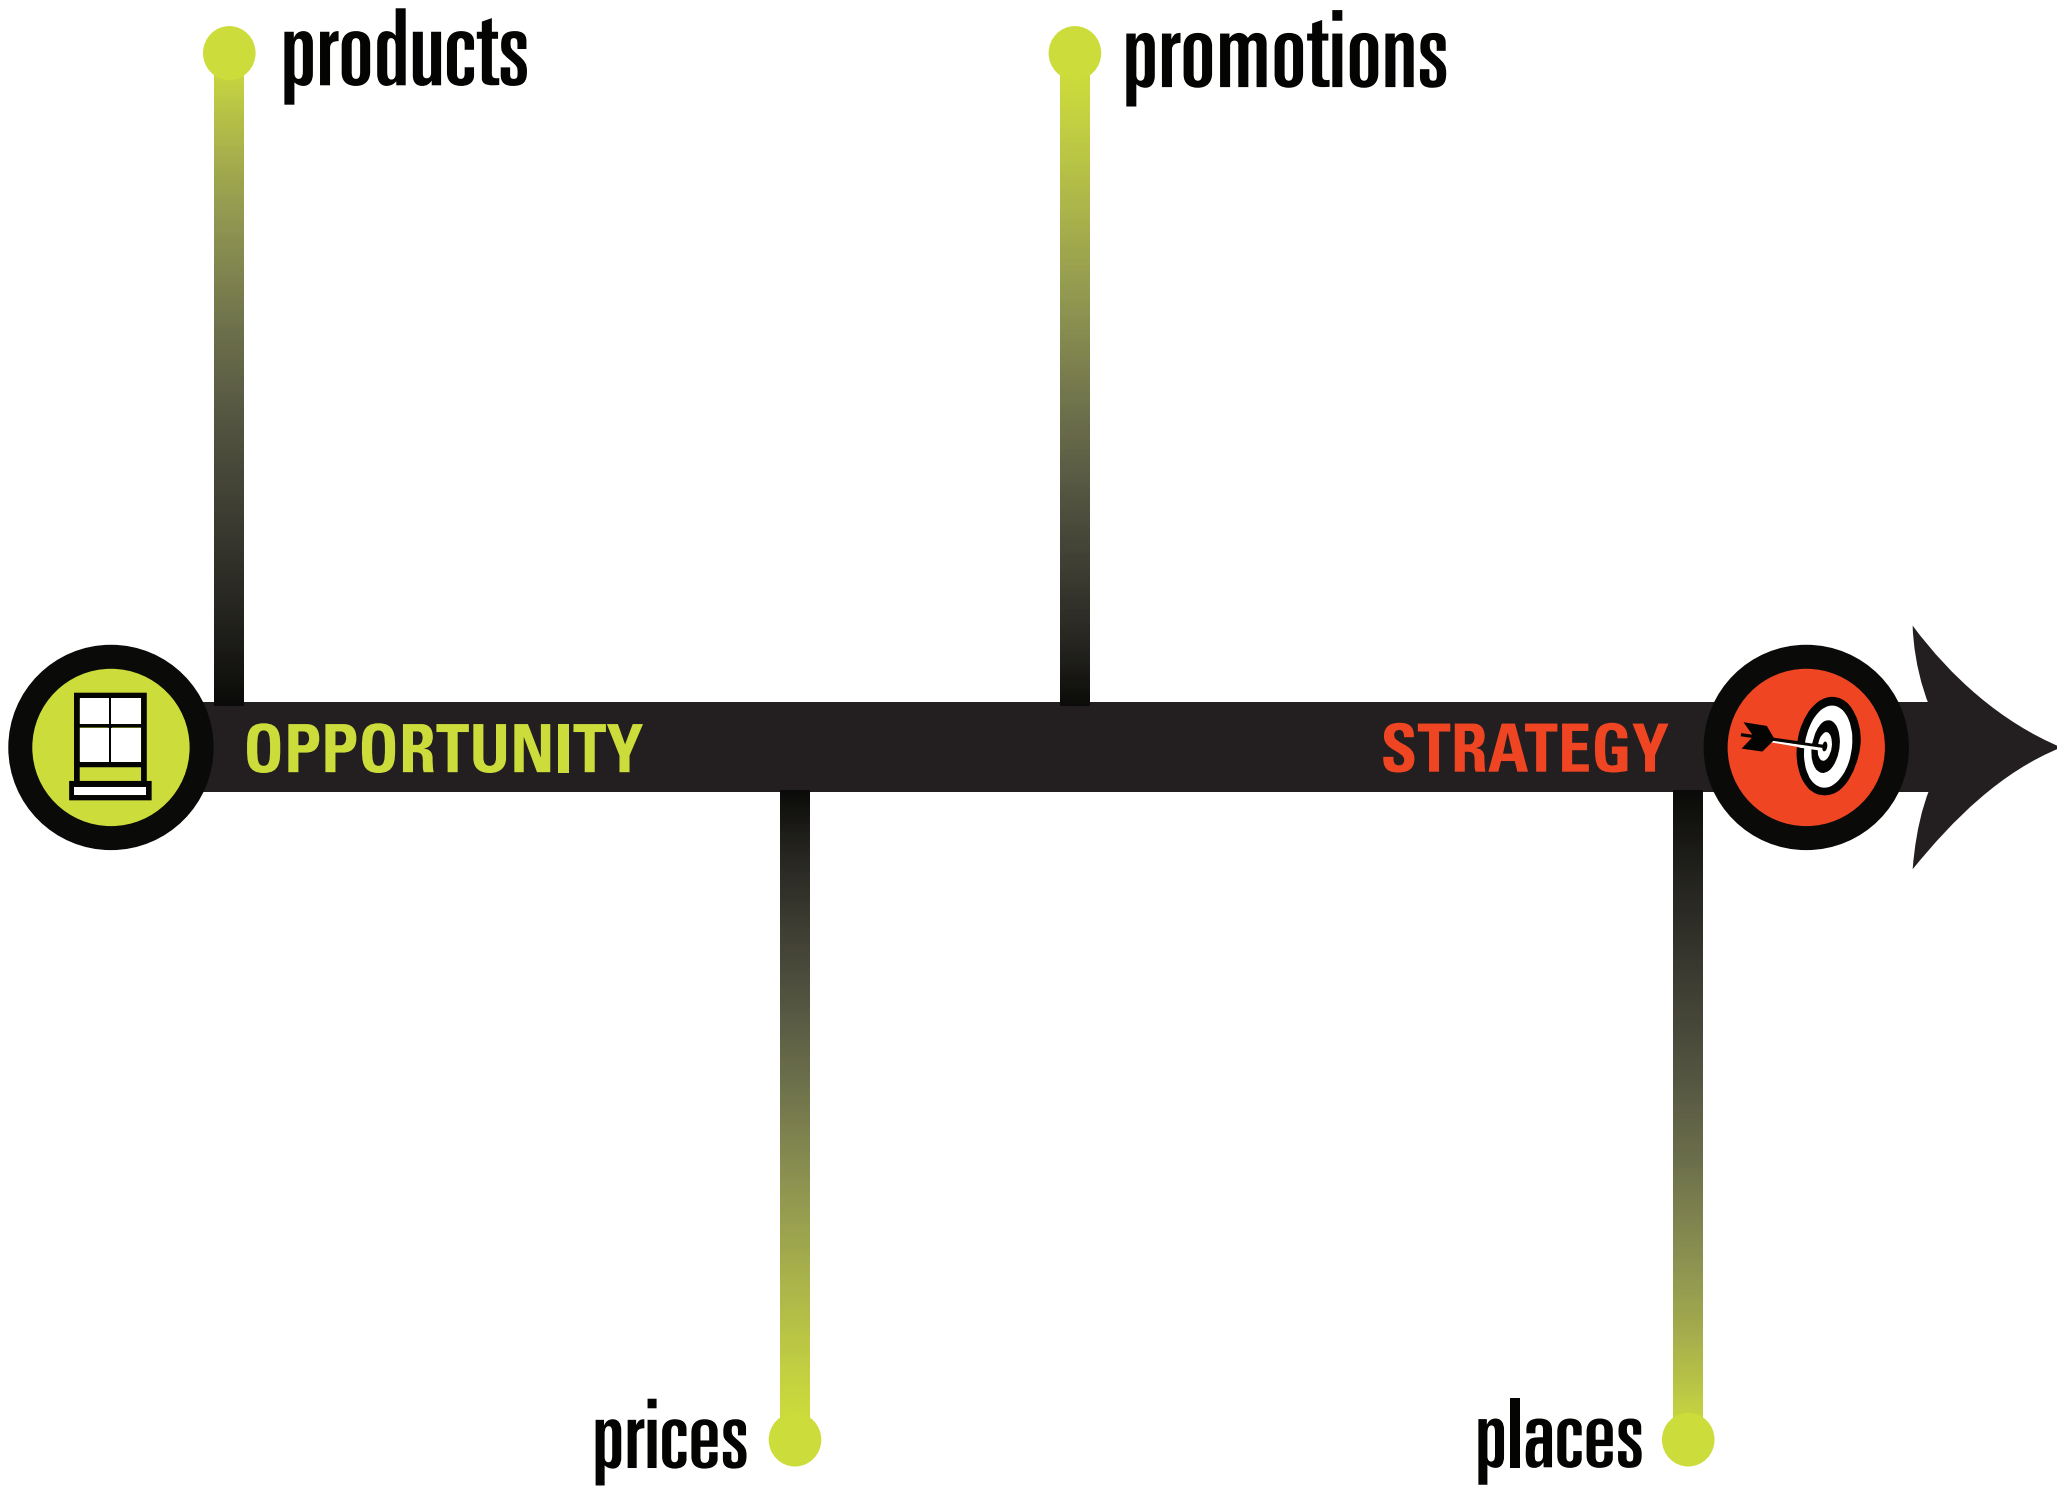 products
promotions
OPPORTUNITY
STRATEGY
prices
places